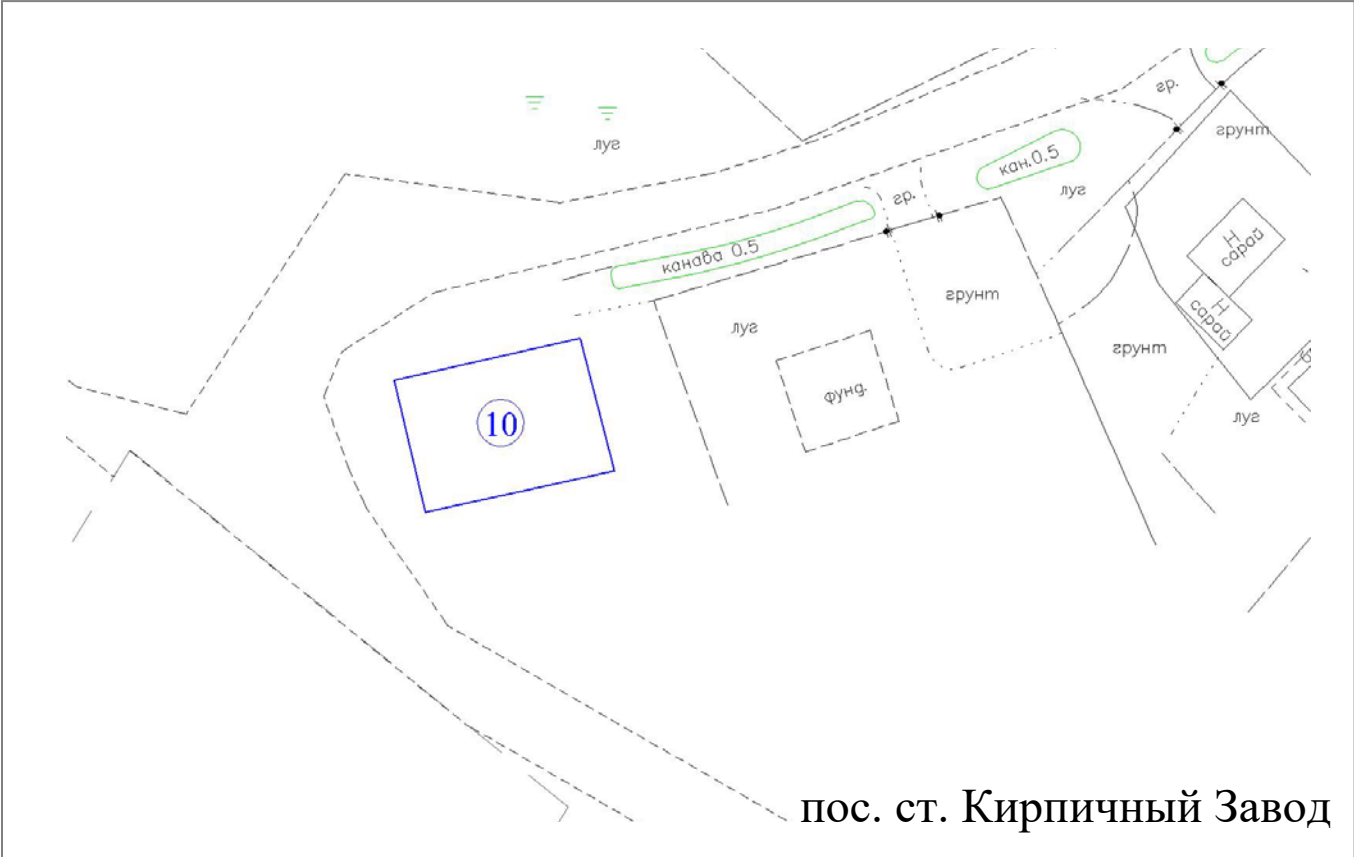 гр.
грунт
луг
кан.0.5
луг
гр.
Н
сарай
канава 0.5
грунт
Н
сарай
луг
грунт
фунд.
луг
10
пос. ст. Кирпичный Завод